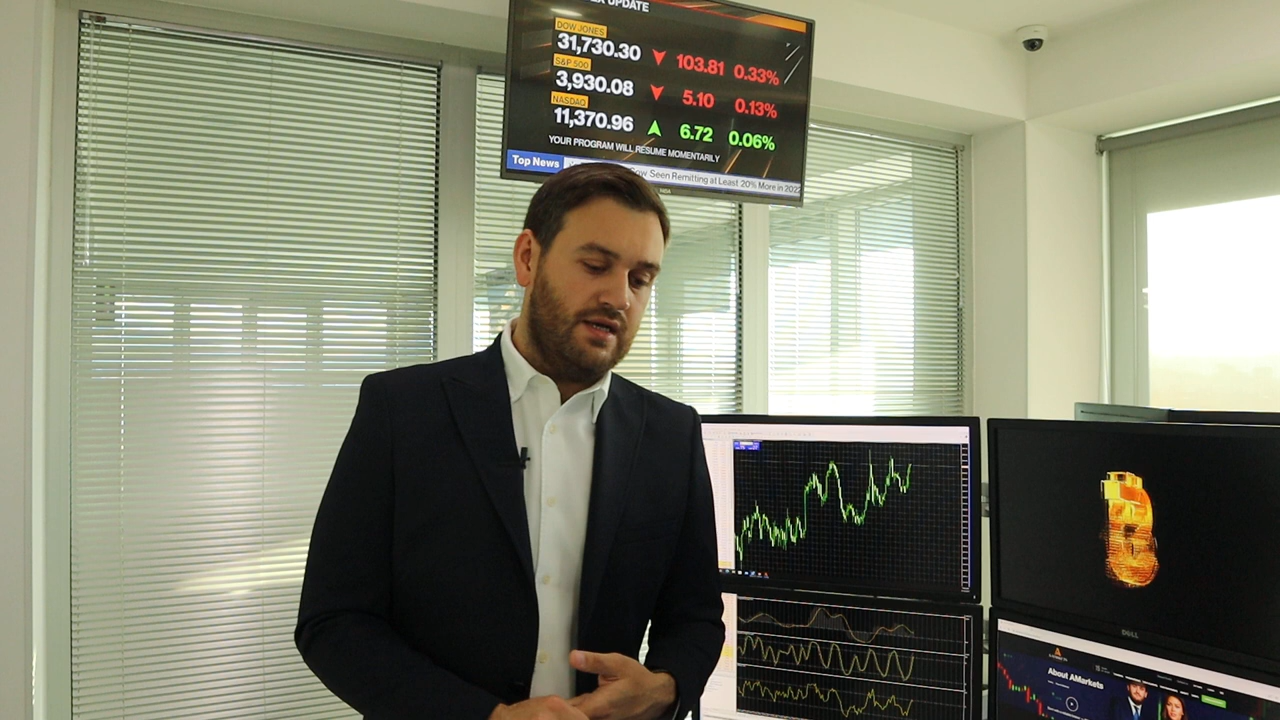 UPDATE
DOW JONES
31,730.30 103.81 0.33%
S&P 500
3,930.08 5.10 0.13%
NASDAQ
11,370.96 6.72 0.06%
YOUR PROGRAM WILL RESUME MOMENTARILY
Top News Seen Remitting at Least 20% More in 2022
DELL
About AMarkets